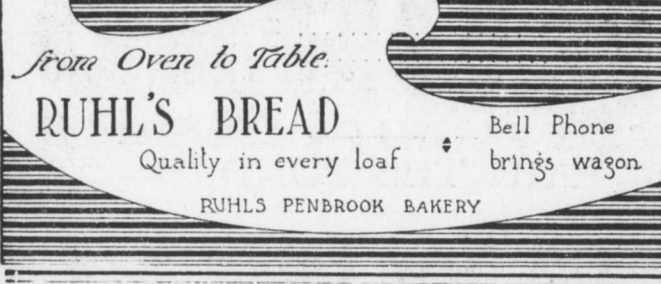 from Oven to Table.
RUHL'S BREAD
Quality in every loaf
Bell Phone
brings wagon
RUHLS PENBROOK BAKERY